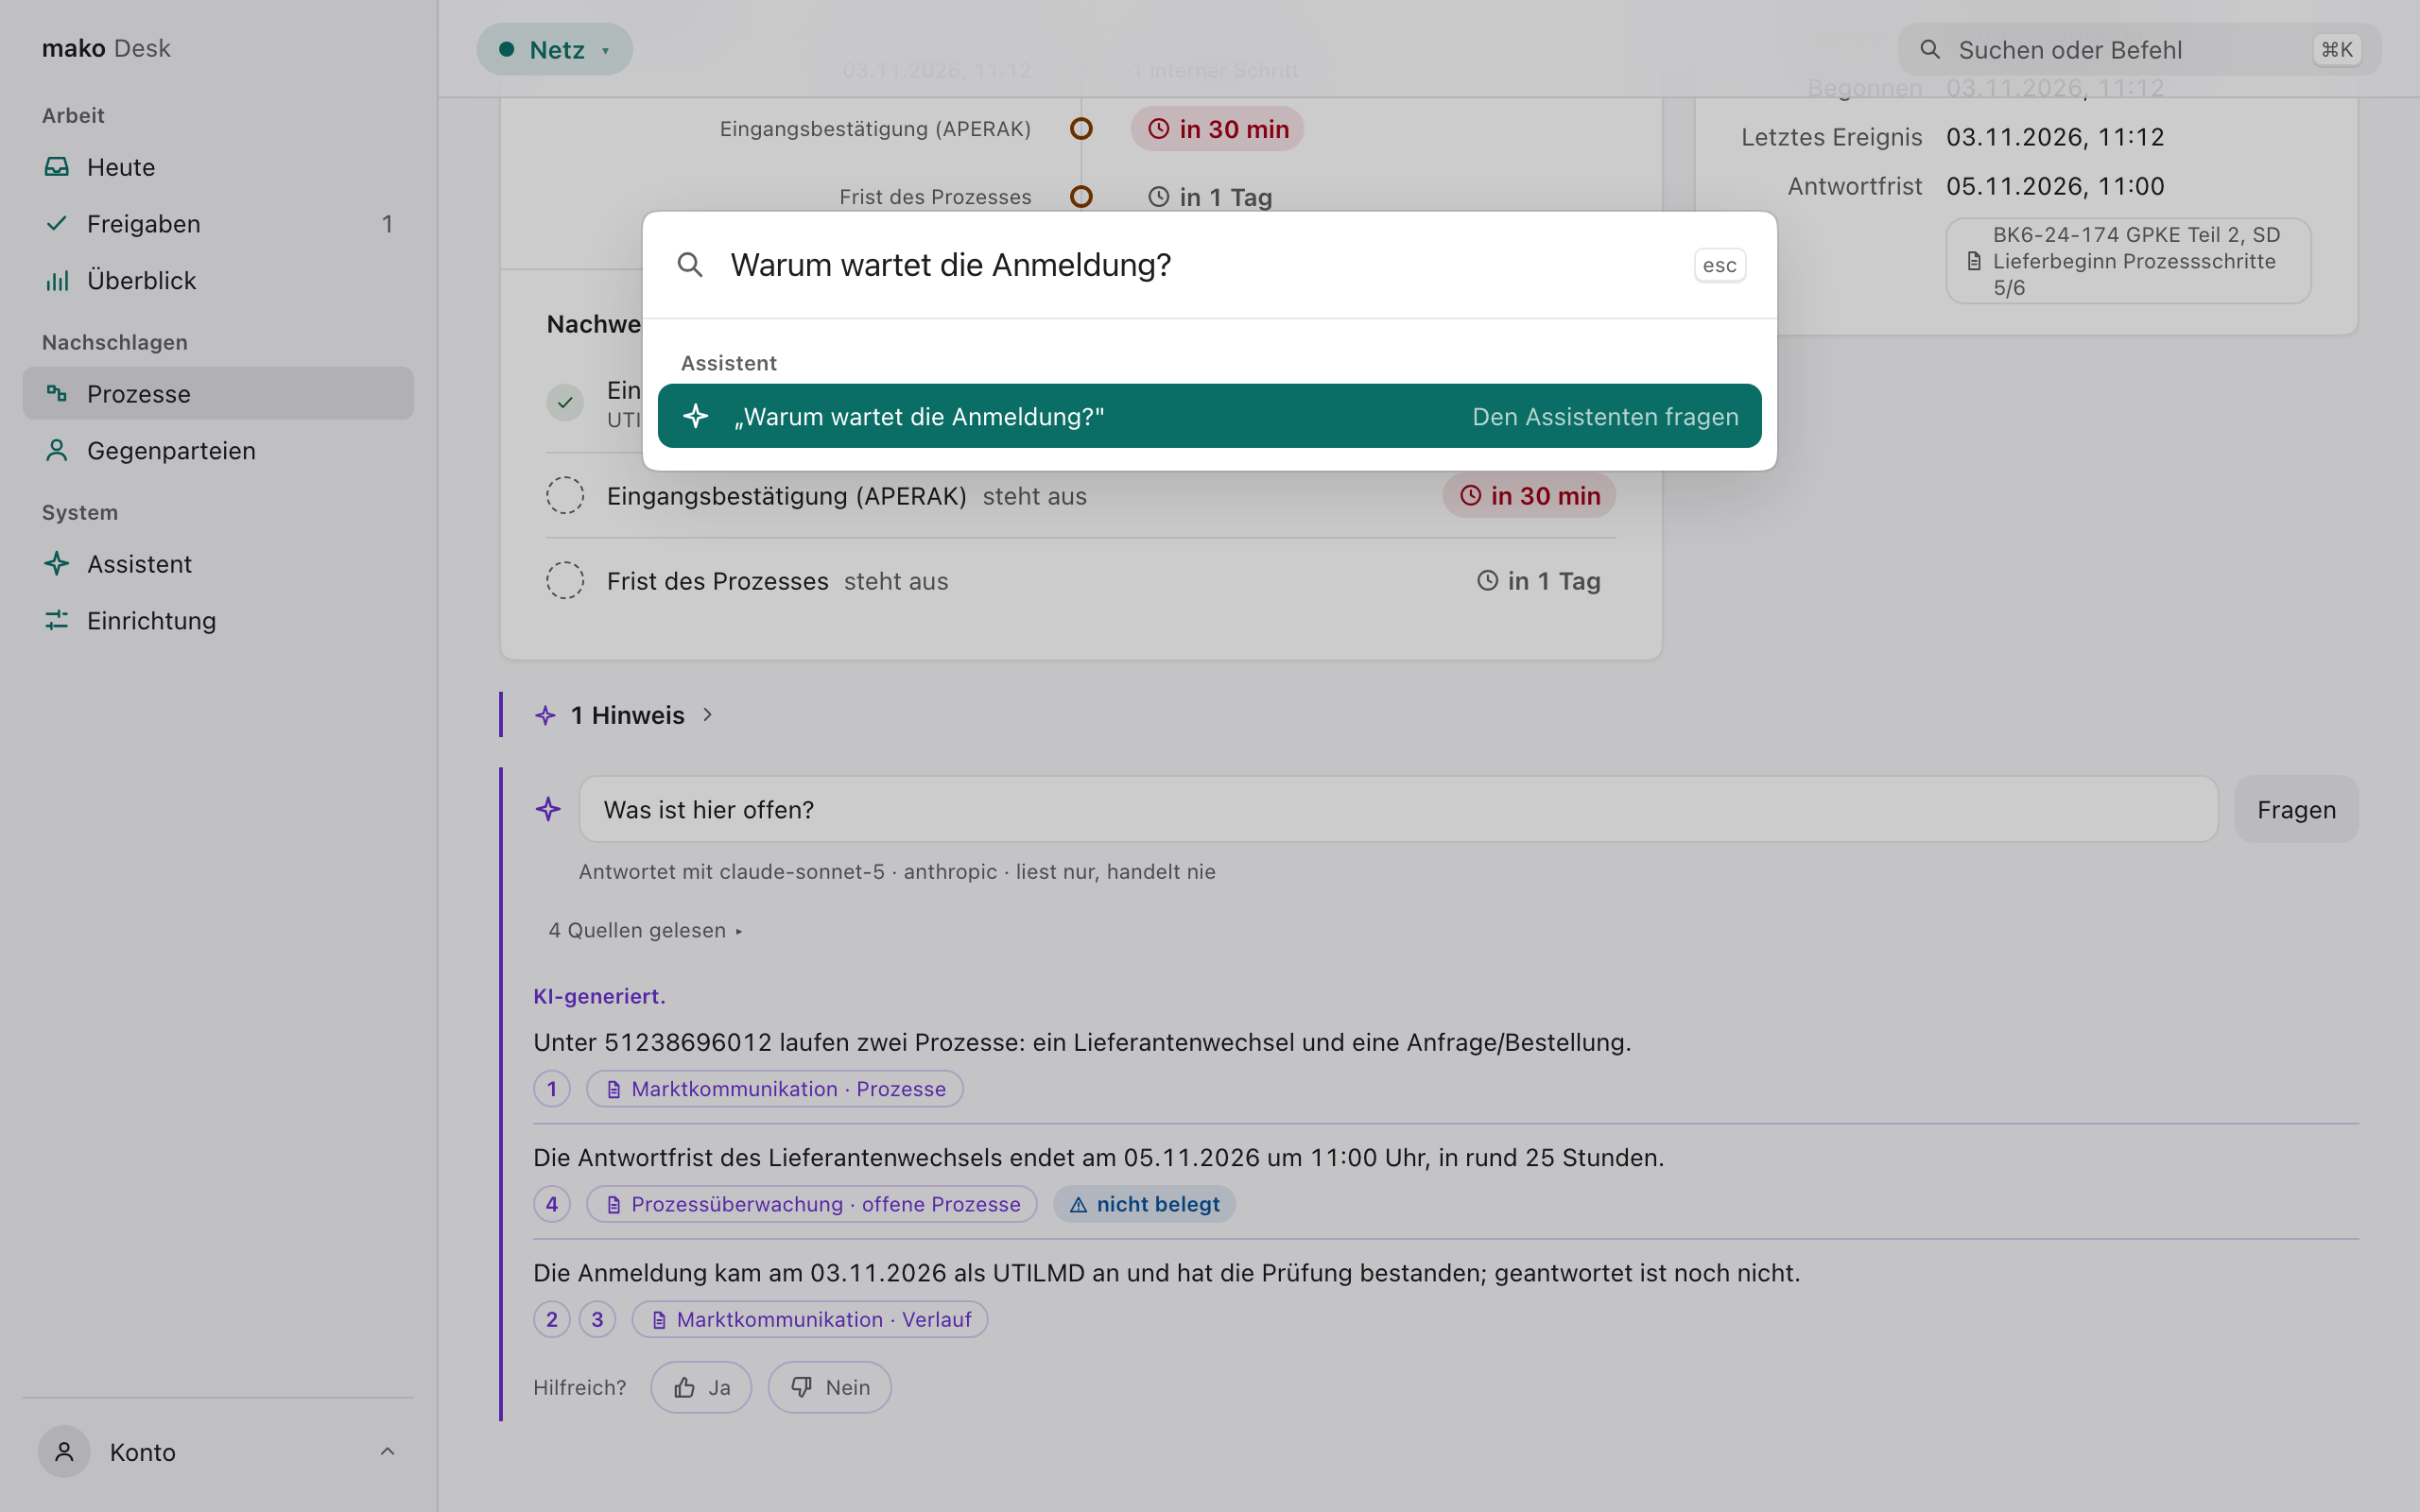 mako Desk
Arbeit
Heute
Freigaben 1
Überblick
Nachschlagen
Prozesse
Gegenparteien
System
Assistent
Einrichtung
Konto
Netz ▾
Suchen oder Befehl ⌘K
03.11.2026, 11:12 1 interner Schritt
Eingangsbestätigung (APERAK) in 30 min
Frist des Prozesses in 1 Tag
Begonnen 03.11.2026, 11:12
Letztes Ereignis 03.11.2026, 11:12
Antwortfrist 05.11.2026, 11:00
BK6-24-174 GPKE Teil 2, SD
Lieferbeginn Prozessschritte
5/6
Warum wartet die Anmeldung? esc
Assistent
„Warum wartet die Anmeldung?" Den Assistenten fragen
Eingangsbestätigung (APERAK) steht aus in 30 min
Frist des Prozesses steht aus in 1 Tag
1 Hinweis
Was ist hier offen? Fragen
Antwortet mit claude-sonnet-5 · anthropic · liest nur, handelt nie
4 Quellen gelesen ▸
KI-generiert.
Unter 51238696012 laufen zwei Prozesse: ein Lieferantenwechsel und eine Anfrage/Bestellung.
1 Marktkommunikation · Prozesse
Die Antwortfrist des Lieferantenwechsels endet am 05.11.2026 um 11:00 Uhr, in rund 25 Stunden.
4 Prozessüberwachung · offene Prozesse nicht belegt
Die Anmeldung kam am 03.11.2026 als UTILMD an und hat die Prüfung bestanden; geantwortet ist noch nicht.
2 3 Marktkommunikation · Verlauf
Hilfreich? Ja Nein